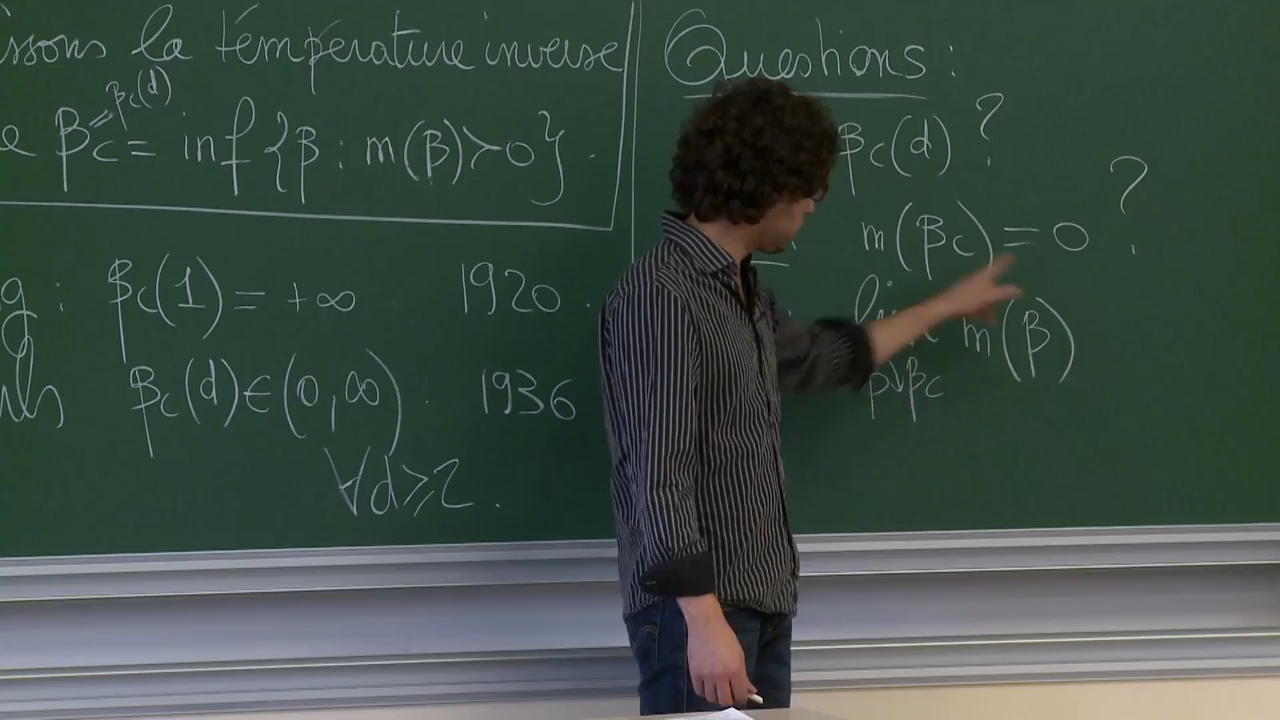 la température inverse
βc = inf {β : m(β) > 0}.
= βc(d)
βc(1) = +∞ 1920.
βc(d) ∈ (0,∞). 1936
∀d ⩾ 2.
Questions :
βc(d) ?
m(βc) = 0 ?
m(β)
β↓βc